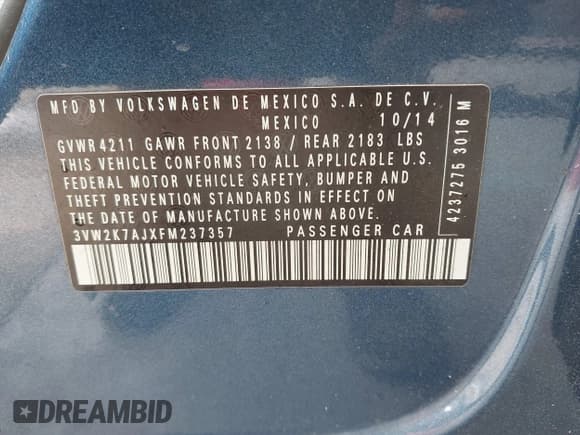 MFD BY VOLKSWAGEN DE MEXICO S.A. DE C.V.
MEXICO 10/14
GVWR 4211 GAWR FRONT 2138 / REAR 2183 LBS
THIS VEHICLE CONFORMS TO ALL APPLICABLE U.S.
FEDERAL MOTOR VEHICLE SAFETY, BUMPER AND
THEFT PREVENTION STANDARDS IN EFFECT ON
THE DATE OF MANUFACTURE SHOWN ABOVE.
3VW2K7AJXFM237357 PASSENGER CAR
4237275 3016 M
DREAMBID